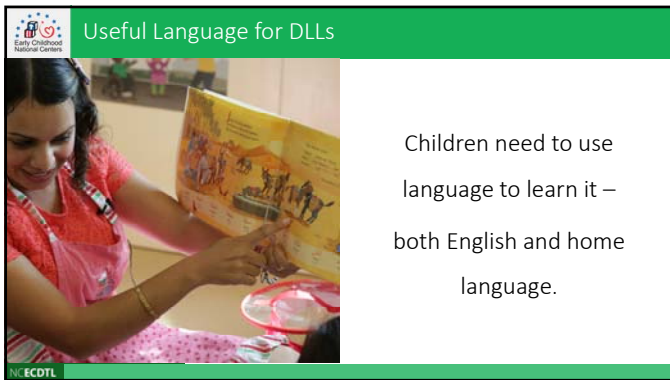 Early Childhood
National Centers
Useful Language for DLLs
Children need to use
language to learn it –
both English and home
language.
NCECDTL